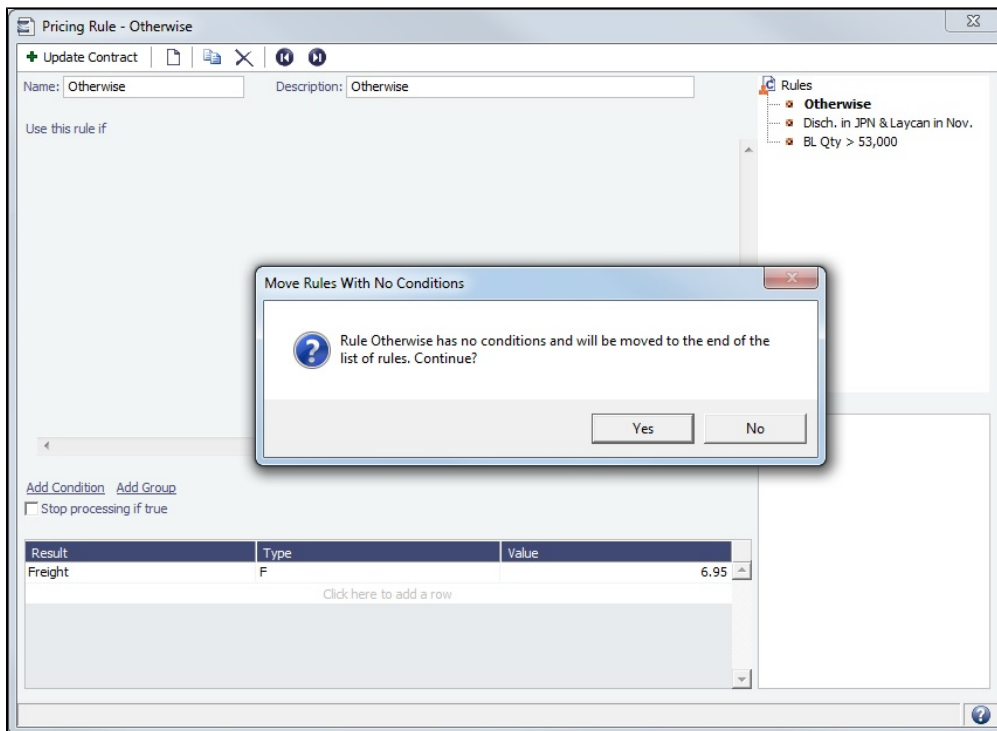 Pricing Rule - Otherwise
Update Contract
Name: Otherwise Description: Otherwise
Use this rule if
Rules
Otherwise
Disch. in JPN & Laycan in Nov.
BL Qty > 53,000
Move Rules With No Conditions
Rule Otherwise has no conditions and will be moved to the end of the
list of rules. Continue?
Yes No
Add Condition Add Group
Stop processing if true
Result Type Value
Freight F 6.95
Click here to add a row